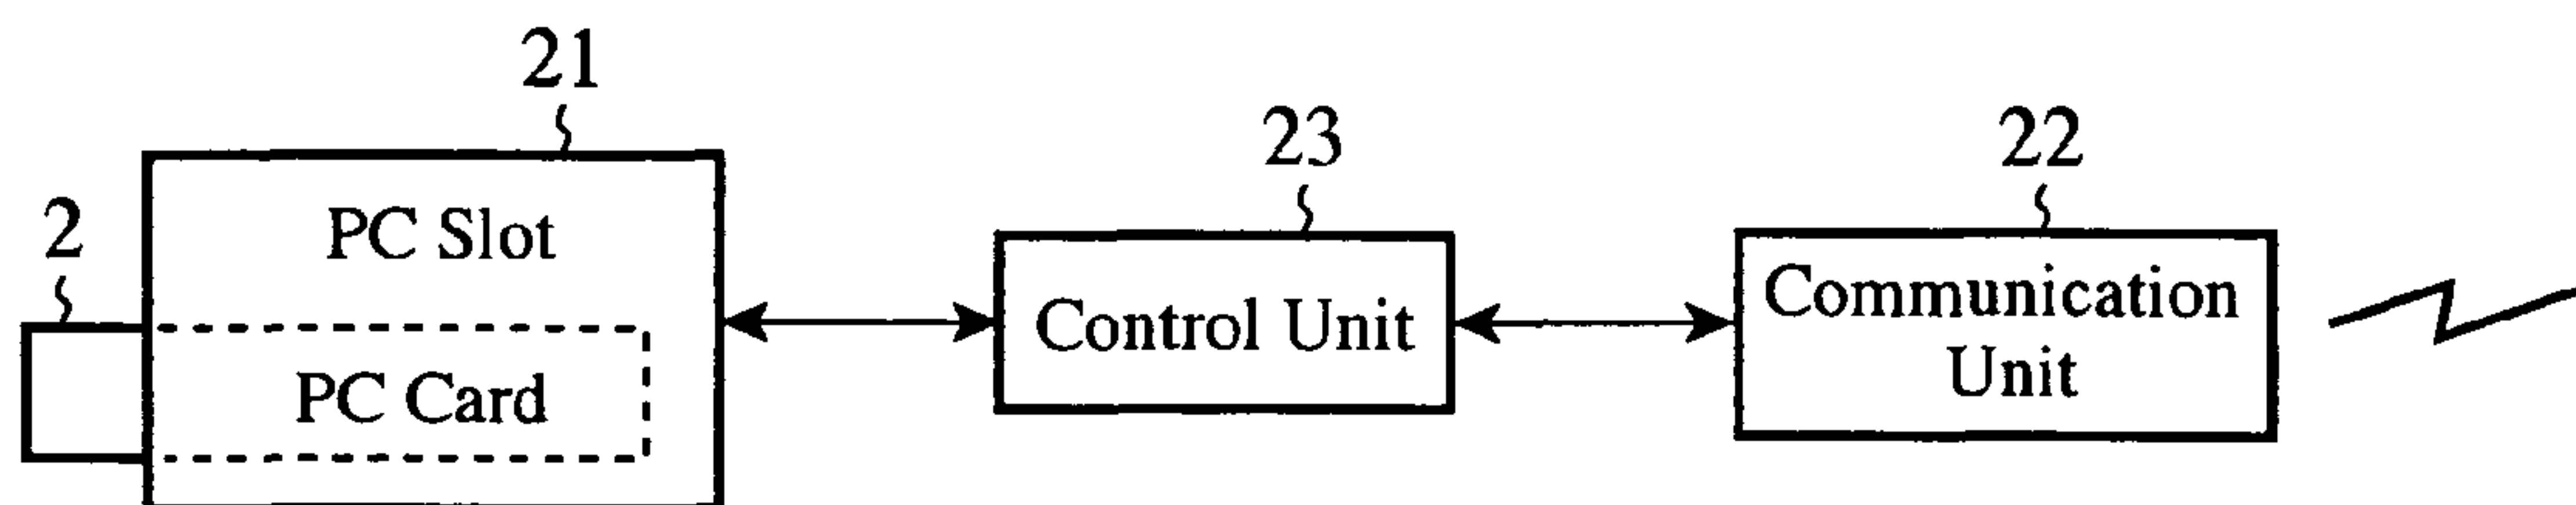 21
23
22
2
PC Slot
Communication
Unit
Control Unit
PC Card